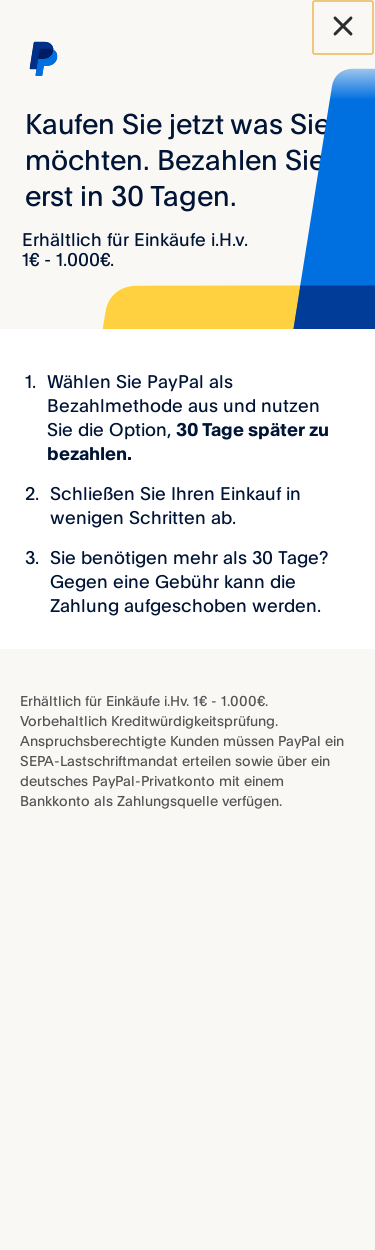 Kaufen Sie jetzt was Sie
möchten. Bezahlen Sie
erst in 30 Tagen.
Erhältlich für Einkäufe i.H.v.
1€ - 1.000€.
1. Wählen Sie PayPal als
Bezahlmethode aus und nutzen
Sie die Option, 30 Tage später zu
bezahlen.
2. Schließen Sie Ihren Einkauf in
wenigen Schritten ab.
3. Sie benötigen mehr als 30 Tage?
Gegen eine Gebühr kann die
Zahlung aufgeschoben werden.
Erhältlich für Einkäufe i.Hv. 1€ - 1.000€.
Vorbehaltlich Kreditwürdigkeitsprüfung.
Anspruchsberechtigte Kunden müssen PayPal ein
SEPA-Lastschriftmandat erteilen sowie über ein
deutsches PayPal-Privatkonto mit einem
Bankkonto als Zahlungsquelle verfügen.